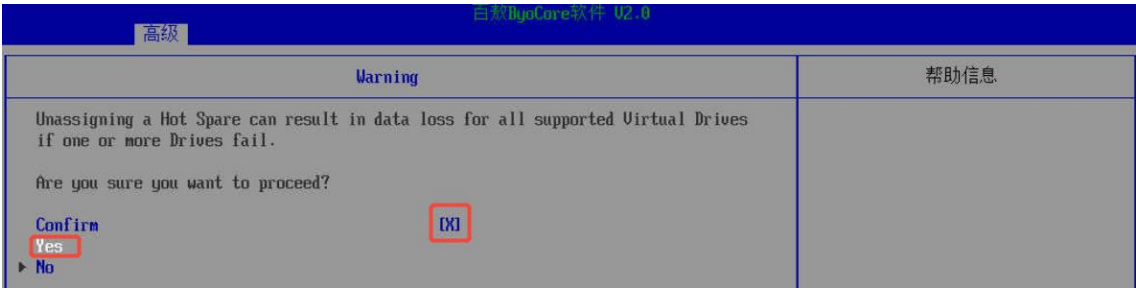 百敖ByoCore软件 V2.0
高级
Warning
帮助信息
Unassigning a Hot Spare can result in data loss for all supported Virtual Drives
if one or more Drives fail.
Are you sure you want to proceed?
Confirm [X]
Yes
No